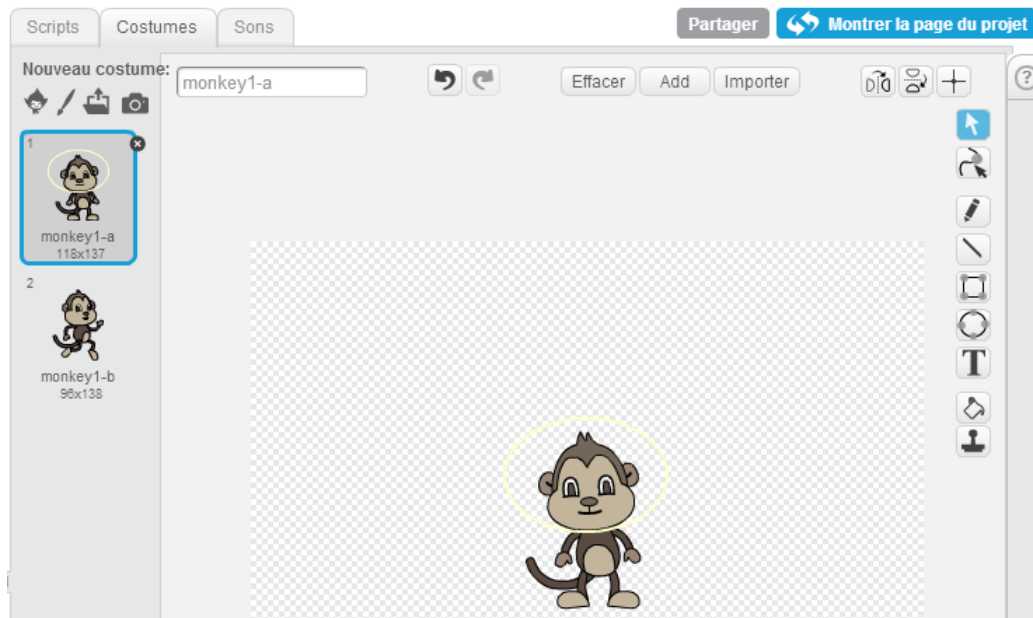 Scripts Costumes Sons Partager Montrer la page du projet
Nouveau costume: monkey1-a Effacer Add Importer
?
1
monkey1-a
118x137
2
monkey1-b
96x138
T